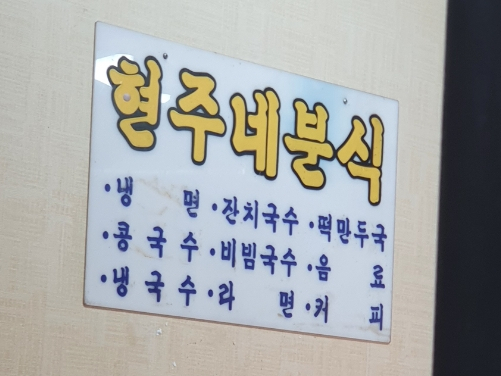 현주네분식
·냉 면 ·잔치국수 ·떡만두국
·콩 국 수 ·비빔국수 ·음 료
·냉 국 수 ·라 면 ·커 피